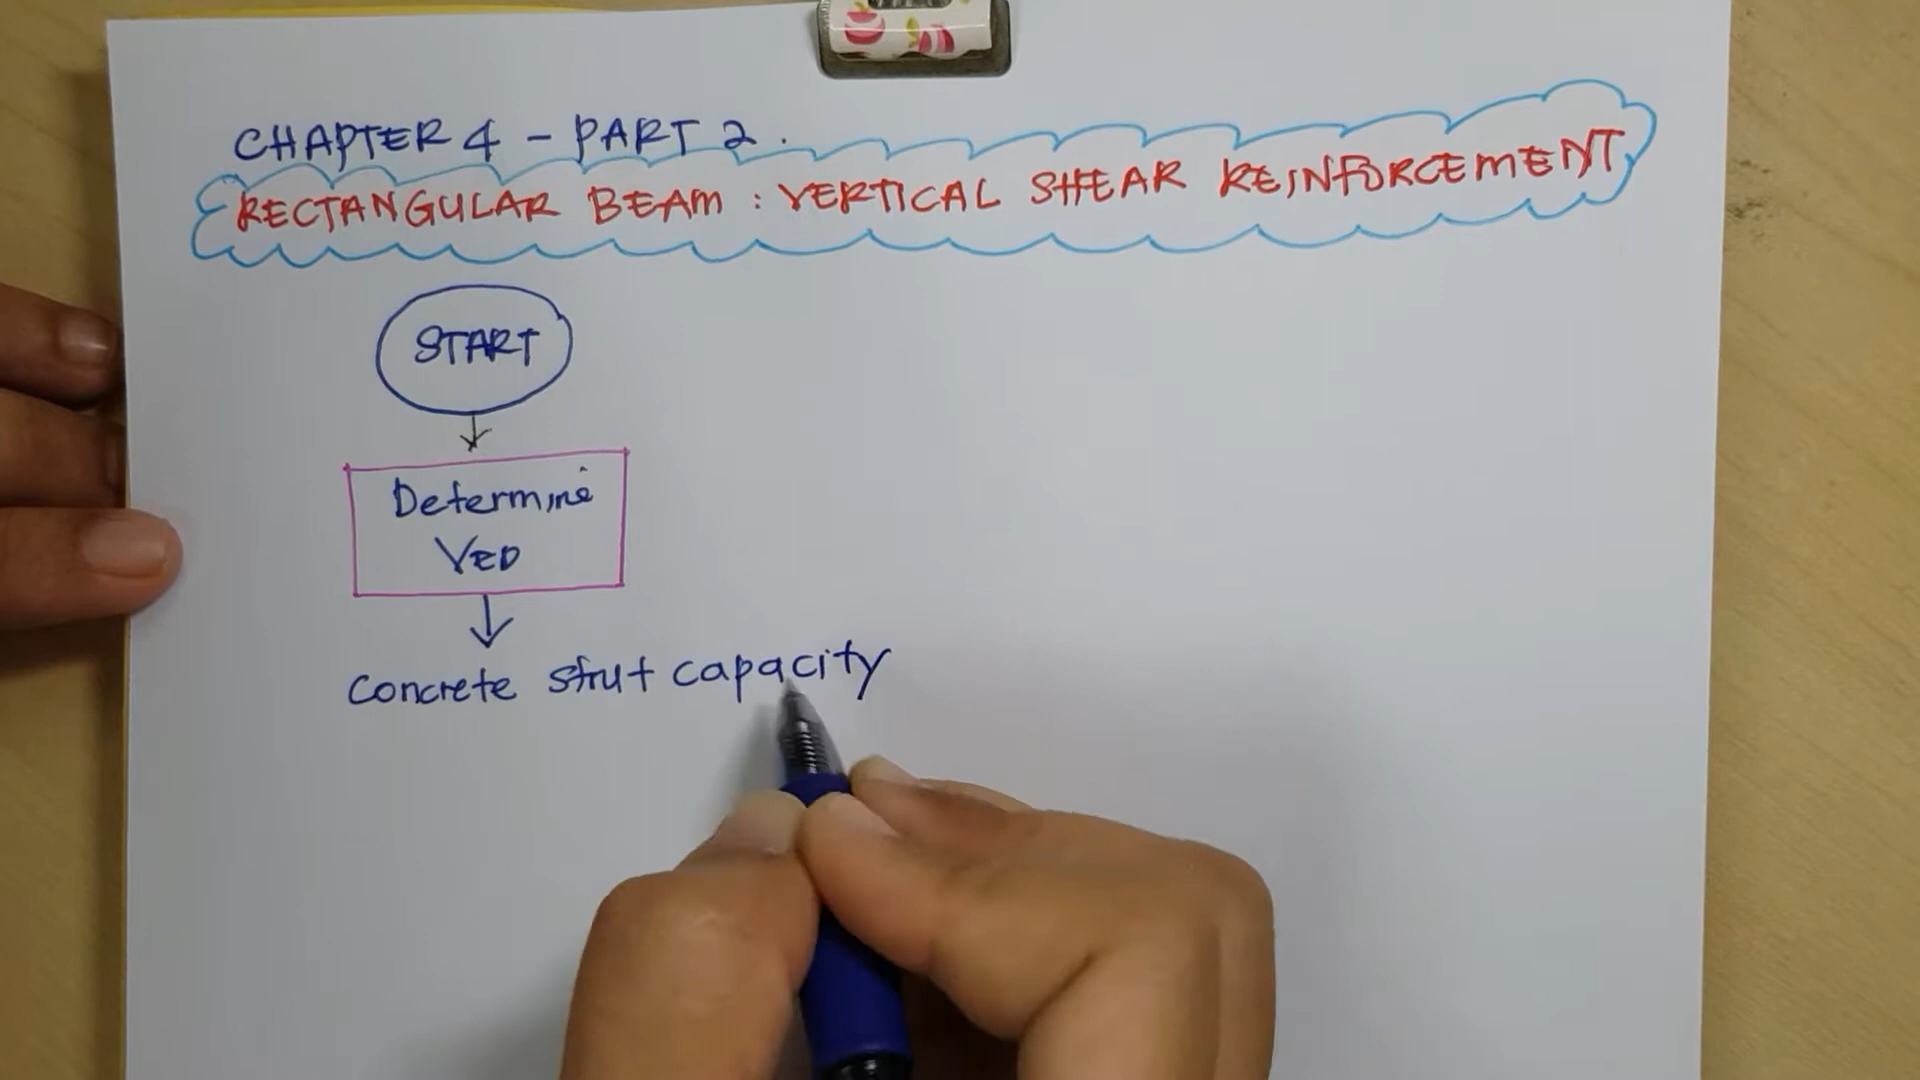 CHAPTER 4 - PART 2.
RECTANGULAR BEAM : VERTICAL SHEAR REINFORCEMENT
START
Determine
VED
Concrete strut capacity